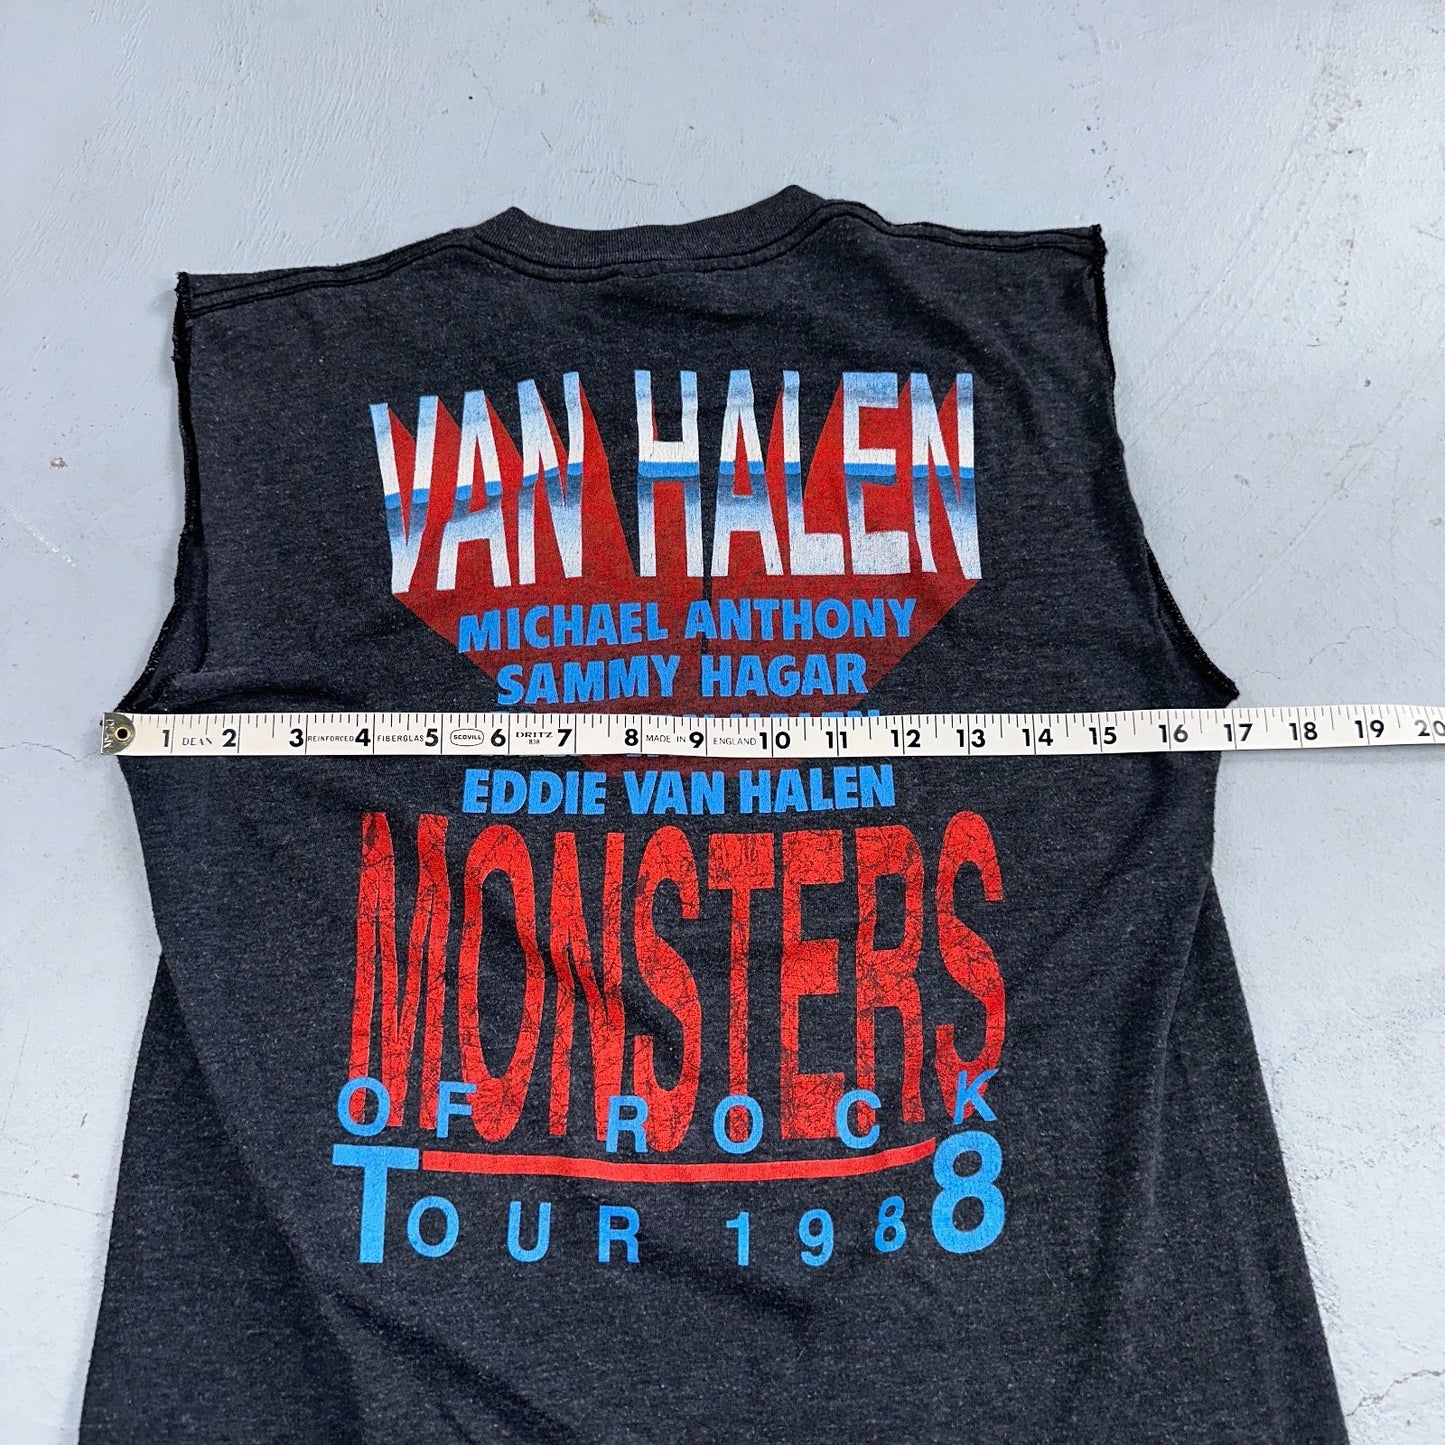 VAN HALEN
MICHAEL ANTHONY
SAMMY HAGAR
1 DEAN 2 3 REINFORCED 4 FIBERGLAS 5 SCOVILL 6 DRITZ 838 7 8 MADE IN 9 ENGLAND 10 11 12 13 14 15 16 17 18 19 20
EDDIE VAN HALEN
MONSTERS
OF ROCK
TOUR 1988